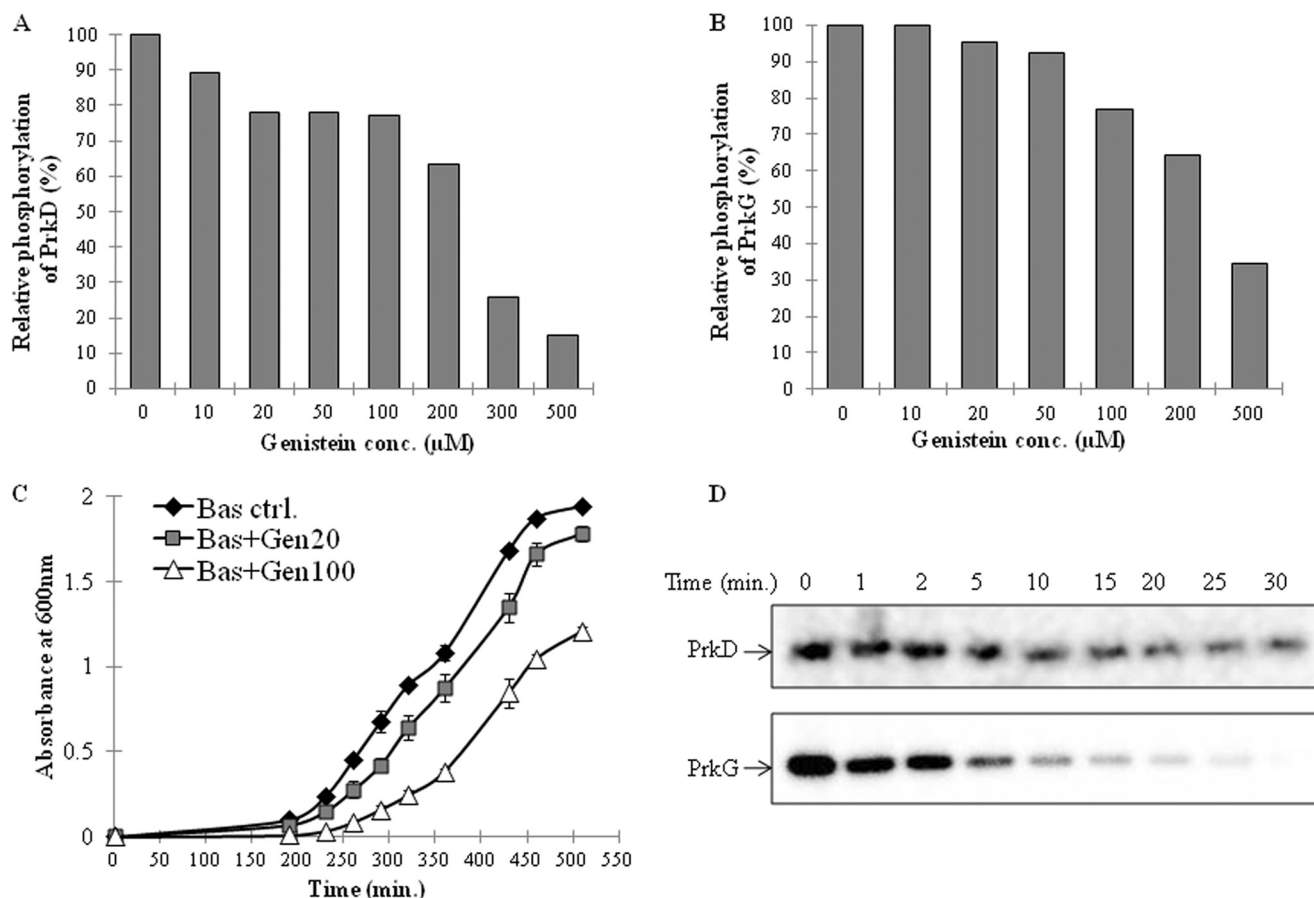 A
Relative phosphorylation
of PrkD (%)
100
90
80
70
60
50
40
30
20
10
0
0 10 20 50 100 200 300 500
Genistein conc. (µM)
B
Relative phosphorylation
of PrkG (%)
100
90
80
70
60
50
40
30
20
10
0
0 10 20 50 100 200 500
Genistein conc. (µM)
C
Bas ctrl.
Bas+Gen20
Bas+Gen100
Absorbance at 600nm
2
1.5
1
0.5
0
0 50 100 150 200 250 300 350 400 450 500 550
Time (min.)
D
Time (min.) 0 1 2 5 10 15 20 25 30
PrkD
PrkG